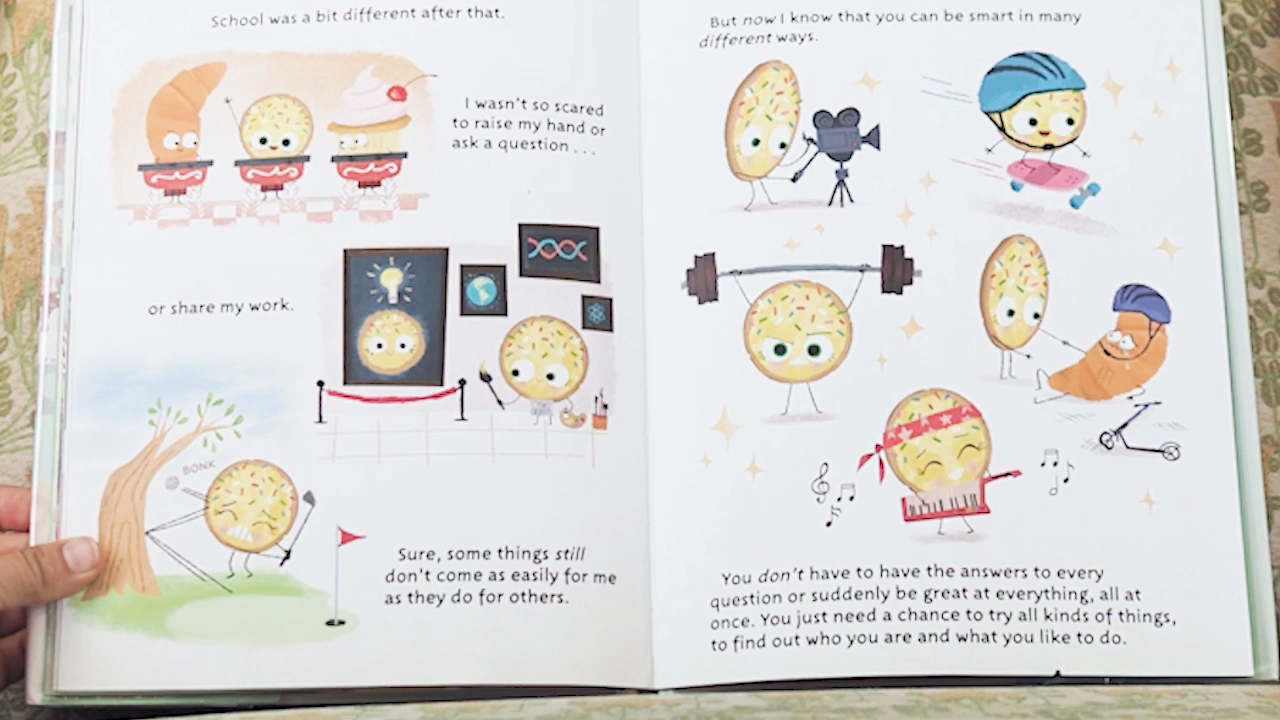 School was a bit different after that.
I wasn't so scared
to raise my hand or
ask a question . . .
or share my work.
BONK
Sure, some things still
don't come as easily for me
as they do for others.
But now I know that you can be smart in many
different ways.
You don't have to have the answers to every
question or suddenly be great at everything, all at
once. You just need a chance to try all kinds of things,
to find out who you are and what you like to do.